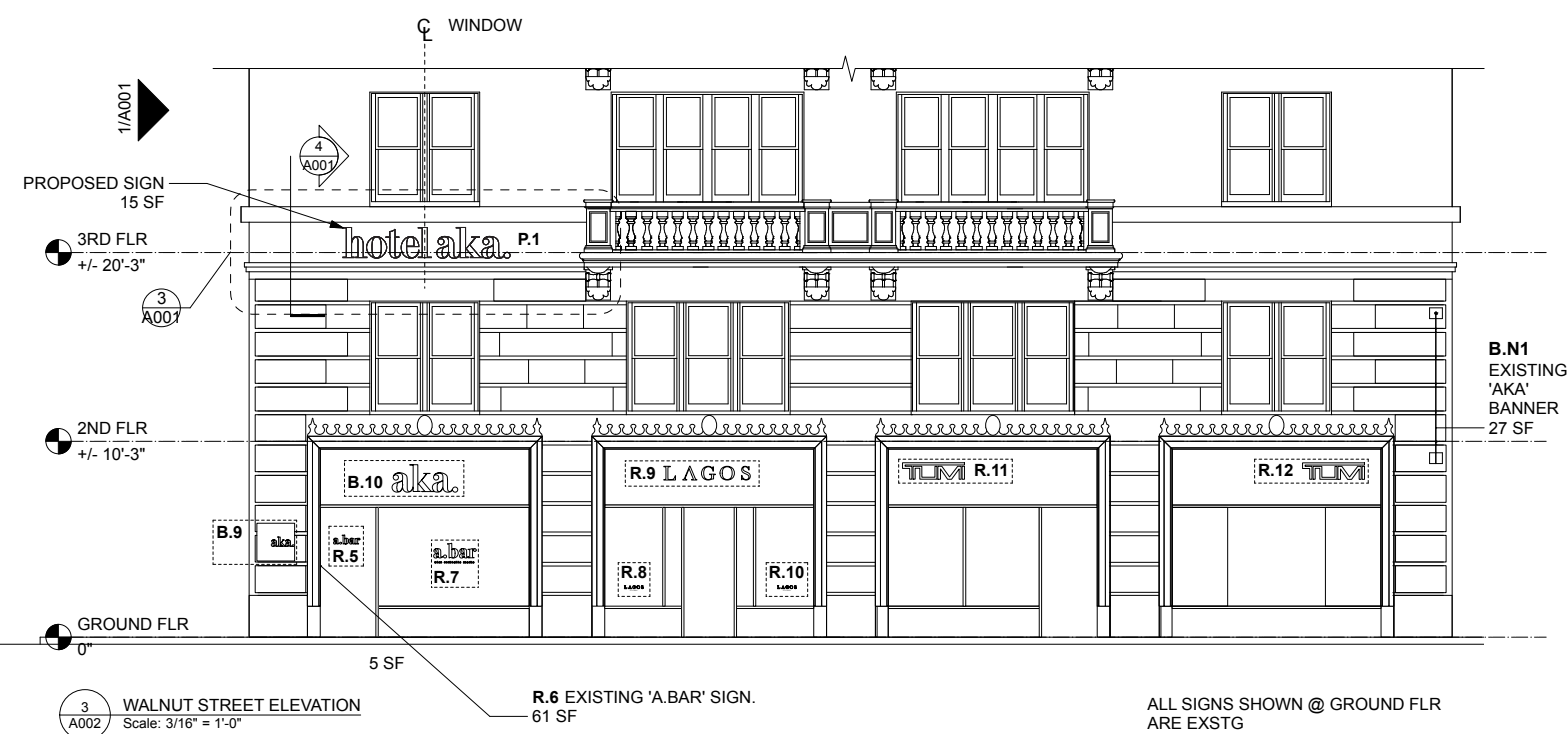 ℄ WINDOW
1/A001
4
A001
PROPOSED SIGN
15 SF
hotel aka. P.1
3RD FLR
+/- 20'-3"
3
A001
B.N1
EXISTING
'AKA'
BANNER
27 SF
2ND FLR
+/- 10'-3"
B.10 aka.
R.9 LAGOS
TUMI R.11
R.12 TUMI
B.9 aka.
a.bar
R.5
a.bar
R.7
R.8
LAGOS
R.10
LAGOS
GROUND FLR
0"
5 SF
R.6 EXISTING 'A.BAR' SIGN.
61 SF
3
A002
WALNUT STREET ELEVATION
Scale: 3/16" = 1'-0"
ALL SIGNS SHOWN @ GROUND FLR
ARE EXSTG